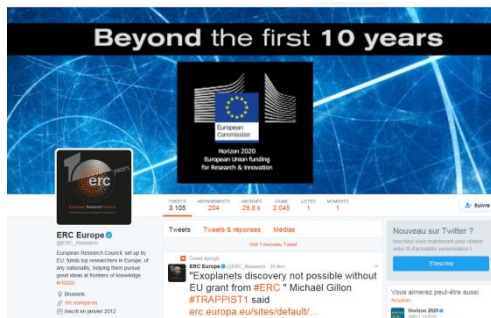 Beyond the first 10 years
European
Commission
Horizon 2020
European Union funding
for Research & Innovation
10 years
erc
European Research Council
TWEETS
3 105
ABONNEMENTS
204
ABONNÉS
29,8 k
J'AIME
2 045
LISTES
1
MOMENTS
1
Suivre
ERC Europe
@ERC_Research
European Research Council, set up by
EU, funds top researchers in Europe, of
any nationality, helping them pursue
great ideas at frontiers of knowledge.
#H2020
Brussels
erc.europa.eu
Inscrit en janvier 2012
Tweets
Tweets & réponses
Médias
Voir 1 nouveau Tweet
Tweet épinglé
ERC Europe @ERC_Research
"Exoplanets discovery not possible without
EU grant from #ERC " Michaël Gillon
#TRAPPIST1 said
erc.europa.eu/sites/default/…
Nouveau sur Twitter ?
S'inscrire
Vous aimerez peut-être aussi
Actualiser
Horizon 2020
@EU_H2020